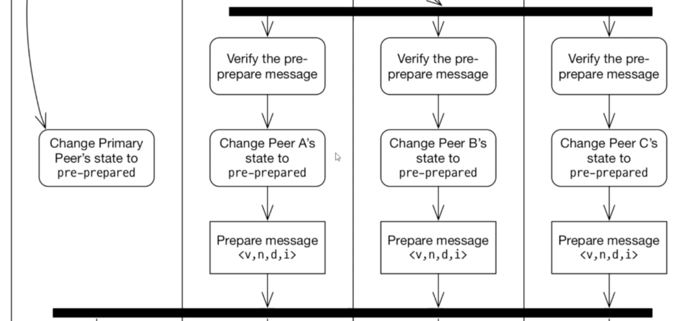 Verify the pre-
prepare message
Verify the pre-
prepare message
Verify the pre-
prepare message
Change Primary
Peer's state to
pre-prepared
Change Peer A's
state to
pre-prepared
Change Peer B's
state to
pre-prepared
Change Peer C's
state to
pre-prepared
Prepare message
<v,n,d,i>
Prepare message
<v,n,d,i>
Prepare message
<v,n,d,i>